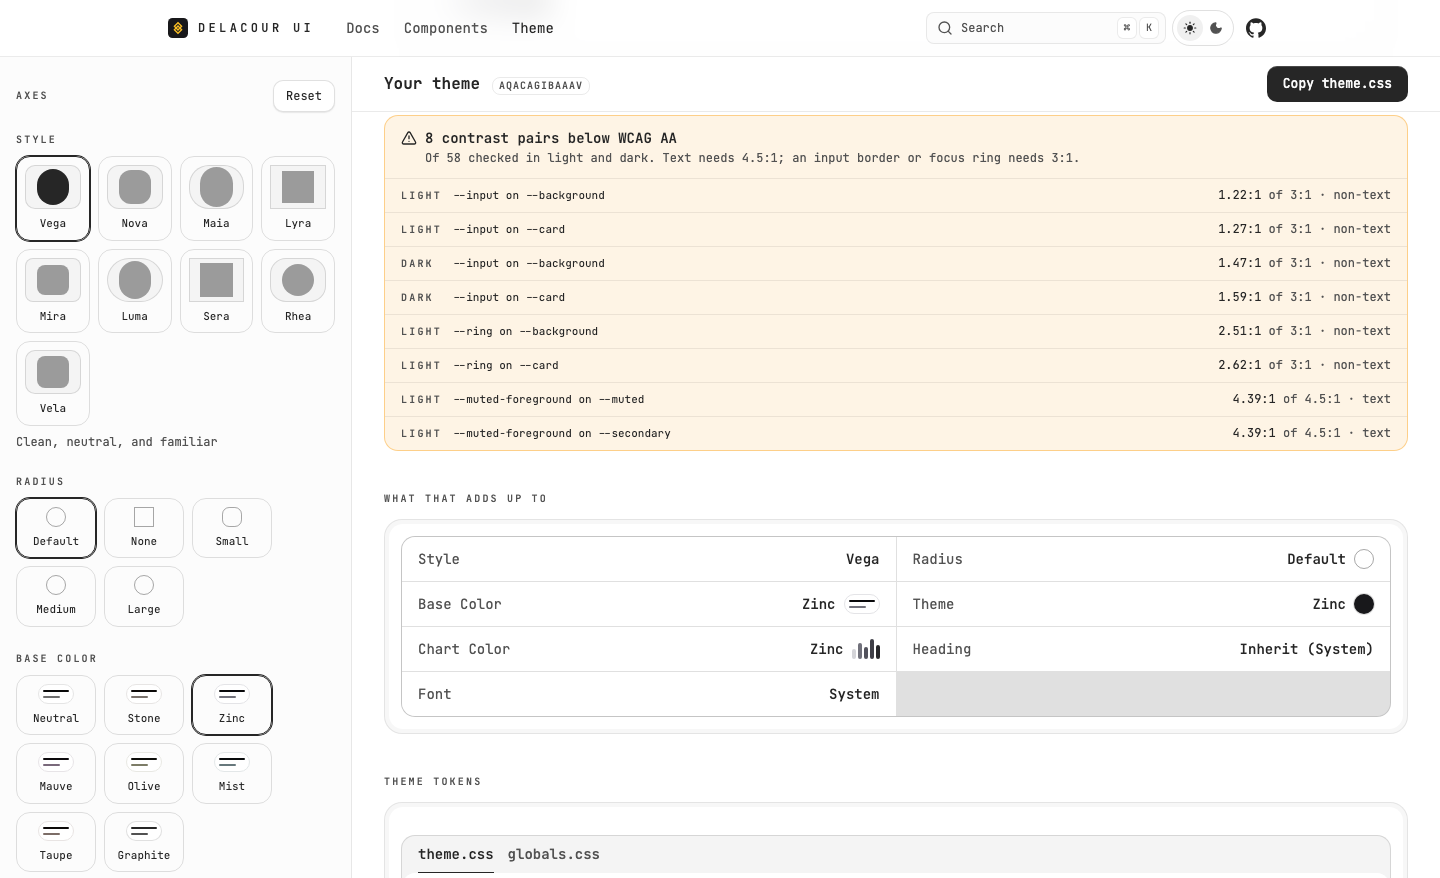 DELACOUR UI
Docs
Components
Theme
Search
⌘ K
AXES
Reset
STYLE
Vega
Nova
Maia
Lyra
Mira
Luma
Sera
Rhea
Vela
Clean, neutral, and familiar
RADIUS
Default
None
Small
Medium
Large
BASE COLOR
Neutral
Stone
Zinc
Mauve
Olive
Mist
Taupe
Graphite
Your theme
AQACAGIBAAAV
Copy theme.css
8 contrast pairs below WCAG AA
Of 58 checked in light and dark. Text needs 4.5:1; an input border or focus ring needs 3:1.
LIGHT --input on --background 1.22:1 of 3:1 · non-text
LIGHT --input on --card 1.27:1 of 3:1 · non-text
DARK --input on --background 1.47:1 of 3:1 · non-text
DARK --input on --card 1.59:1 of 3:1 · non-text
LIGHT --ring on --background 2.51:1 of 3:1 · non-text
LIGHT --ring on --card 2.62:1 of 3:1 · non-text
LIGHT --muted-foreground on --muted 4.39:1 of 4.5:1 · text
LIGHT --muted-foreground on --secondary 4.39:1 of 4.5:1 · text
WHAT THAT ADDS UP TO
Style Vega
Radius Default
Base Color Zinc
Theme Zinc
Chart Color Zinc
Heading Inherit (System)
Font System
THEME TOKENS
theme.css
globals.css